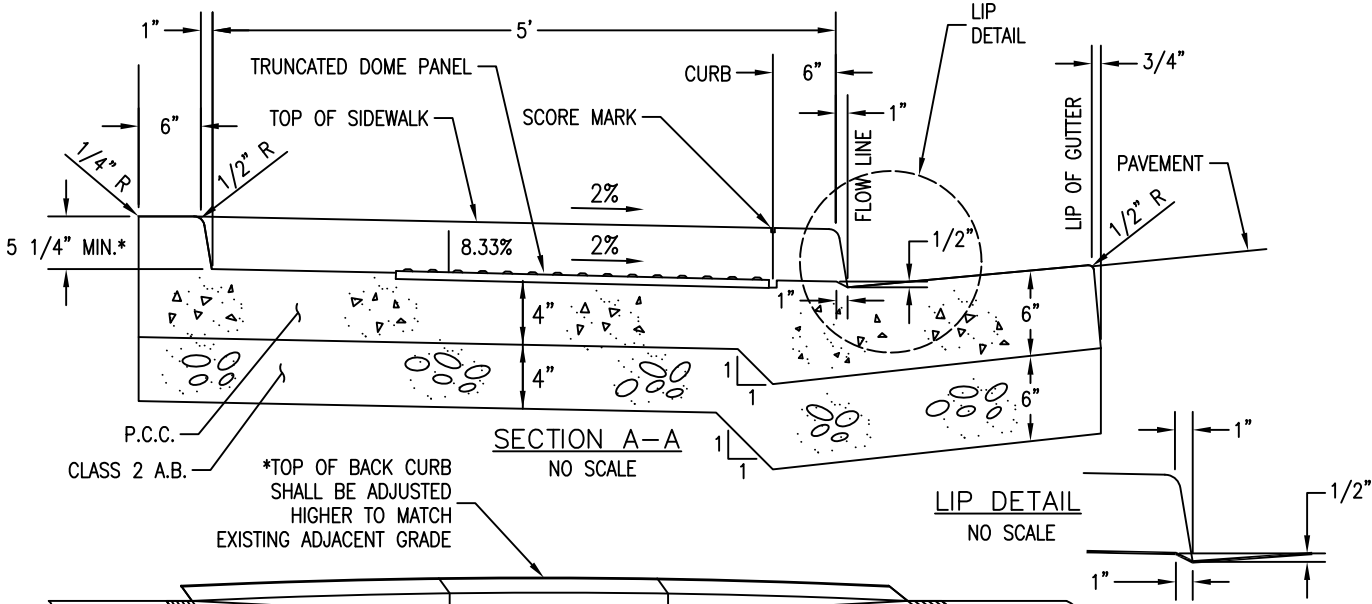 1"
5'
LIP
DETAIL
3/4"
TRUNCATED DOME PANEL
CURB
6"
6"
TOP OF SIDEWALK
SCORE MARK
1"
FLOW LINE
LIP OF GUTTER
PAVEMENT
1/4" R
1/2" R
2%
1/2" R
5 1/4" MIN.*
8.33%
2%
1/2"
4"
1"
6"
4"
1
1
6"
P.C.C.
SECTION A-A
NO SCALE
1
1
CLASS 2 A.B.
*TOP OF BACK CURB
SHALL BE ADJUSTED
HIGHER TO MATCH
EXISTING ADJACENT GRADE
1"
LIP DETAIL
NO SCALE
1/2"
1"